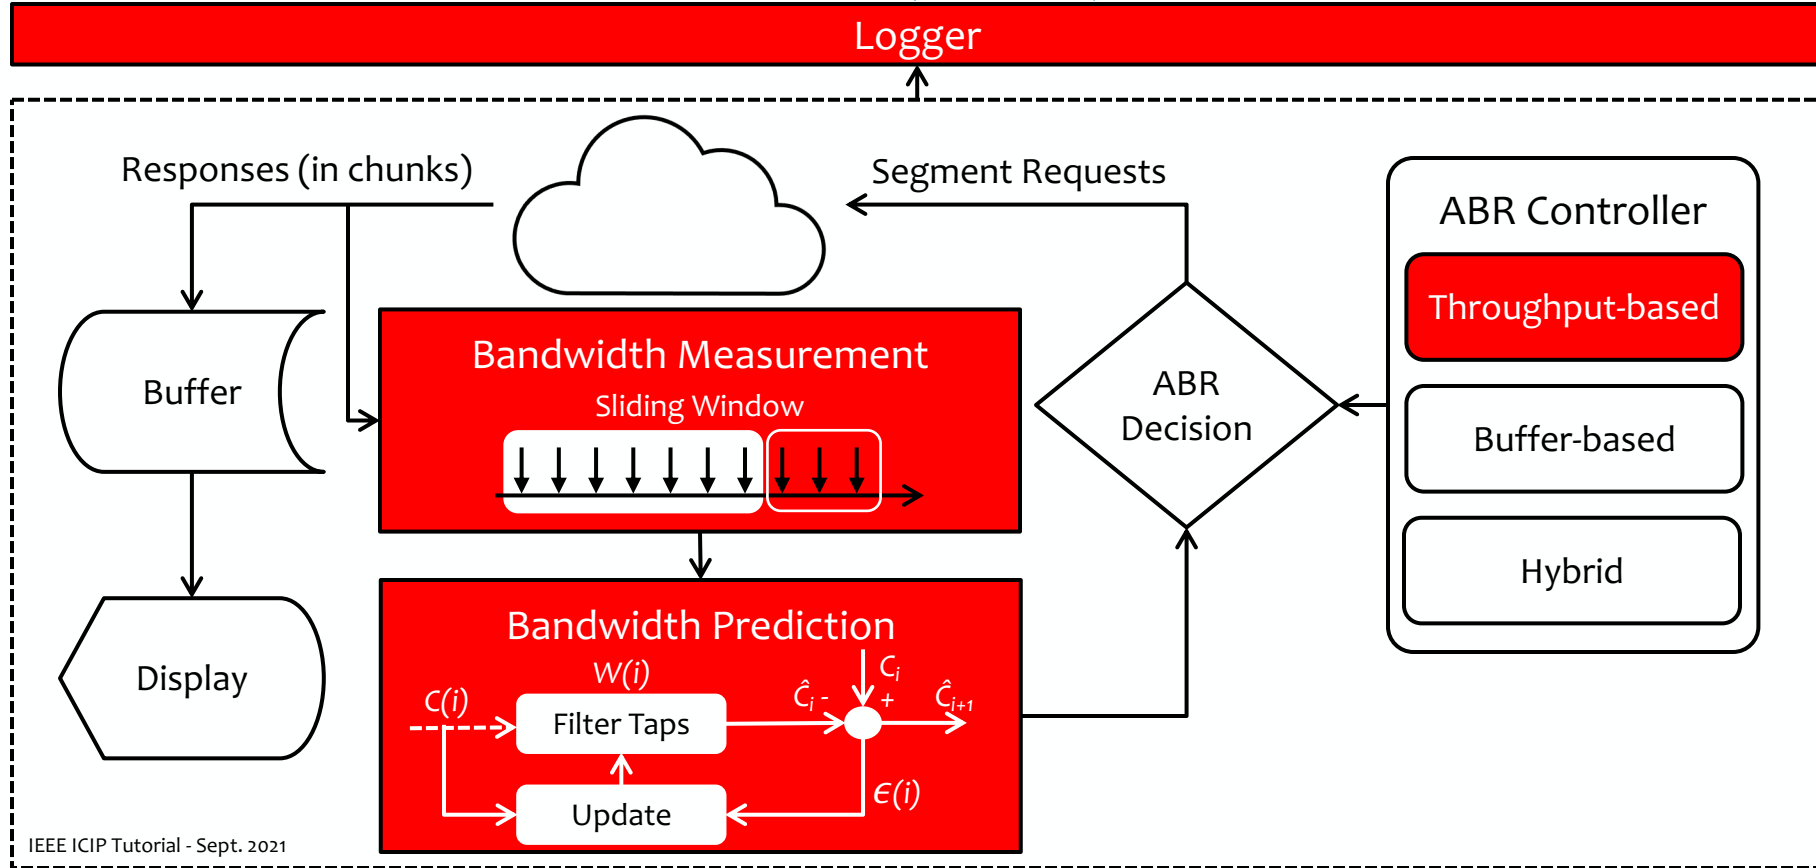 Logger
Responses (in chunks)
Segment Requests
ABR Controller
Throughput-based
Buffer-based
Hybrid
Buffer
Bandwidth Measurement
Sliding Window
ABR
Decision
Display
Bandwidth Prediction
W(i)
C(i)
Filter Taps
Ĉi -
Ci
+
Ĉi+1
Update
ϵ(i)
IEEE ICIP Tutorial - Sept. 2021